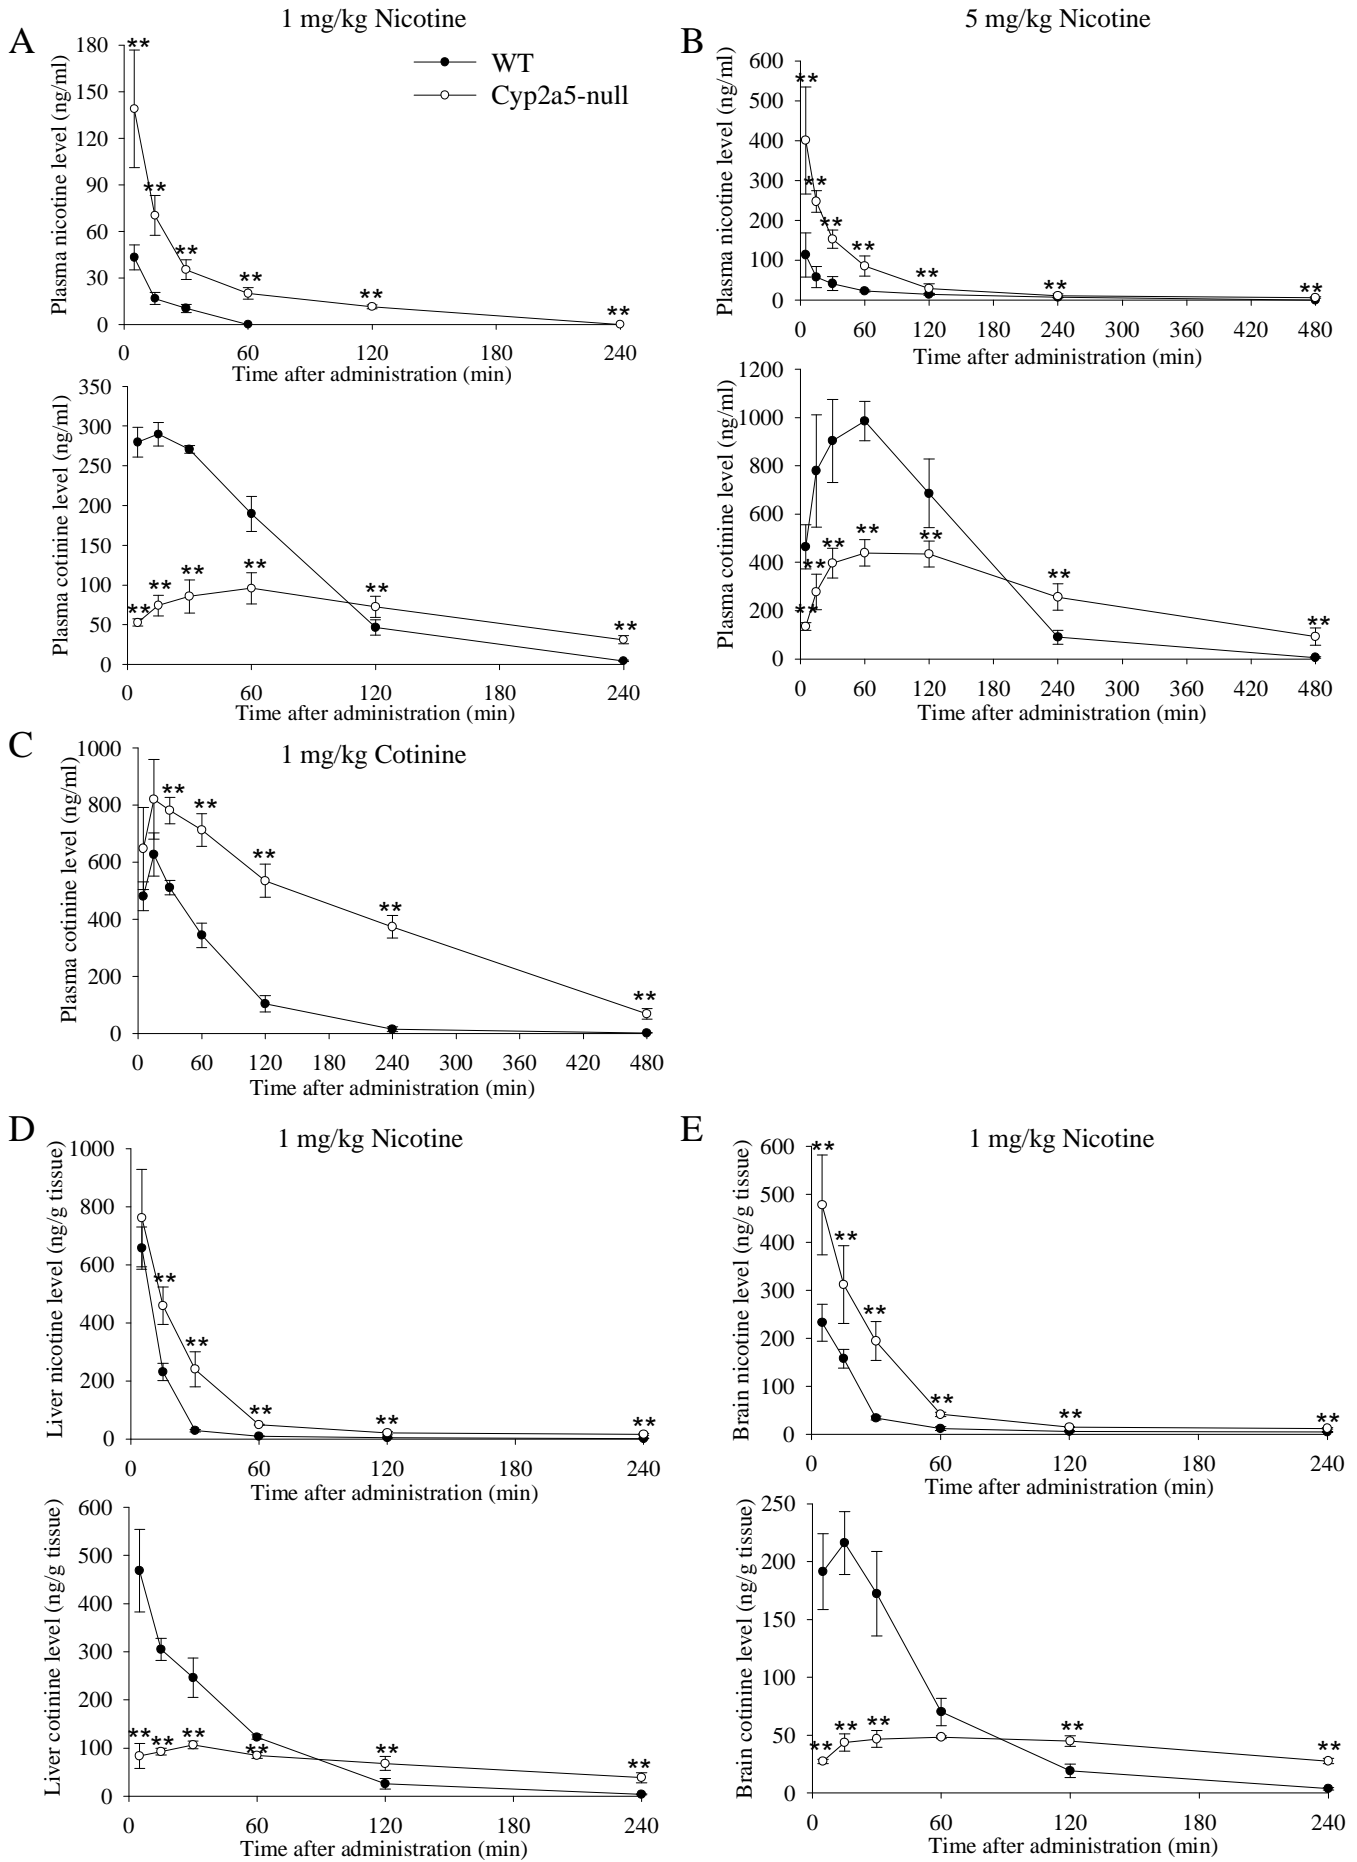 1 mg/kg Nicotine
A
180
150
120
90
60
30
0
Plasma nicotine level (ng/ml)
WT
Cyp2a5-null
** ** ** ** ** **
0 60 120 180 240
Time after administration (min)
350
300
250
200
150
100
50
0
Plasma cotinine level (ng/ml)
** ** ** ** ** **
0 60 120 180 240
Time after administration (min)
5 mg/kg Nicotine
B
600
500
400
300
200
100
0
Plasma nicotine level (ng/ml)
** ** ** ** ** ** **
0 60 120 180 240 300 360 420 480
Time after administration (min)
1200
1000
800
600
400
200
0
Plasma cotinine level (ng/ml)
** ** ** ** ** ** **
0 60 120 180 240 300 360 420 480
Time after administration (min)
C
1 mg/kg Cotinine
1000
800
600
400
200
0
Plasma cotinine level (ng/ml)
** ** ** ** **
0 60 120 180 240 300 360 420 480
Time after administration (min)
D
1 mg/kg Nicotine
1000
800
600
400
200
0
Liver nicotine level (ng/g tissue)
** ** ** ** **
0 60 120 180 240
Time after administration (min)
600
500
400
300
200
100
0
Liver cotinine level (ng/g tissue)
** ** ** ** ** **
0 60 120 180 240
Time after administration (min)
E
1 mg/kg Nicotine
600
500
400
300
200
100
0
Brain nicotine level (ng/g tissue)
** ** ** ** ** **
0 60 120 180 240
Time after administration (min)
250
200
150
100
50
0
Brain cotinine level (ng/g tissue)
** ** ** ** **
0 60 120 180 240
Time after administration (min)